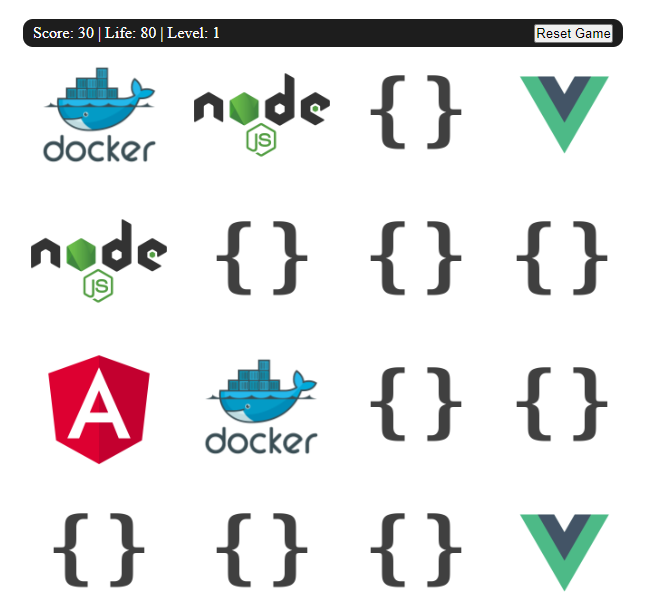 Score: 30 | Life: 80 | Level: 1 Reset Game
docker node JS { } 
node JS { } { } { }
A docker { } { }
{ } { } { }